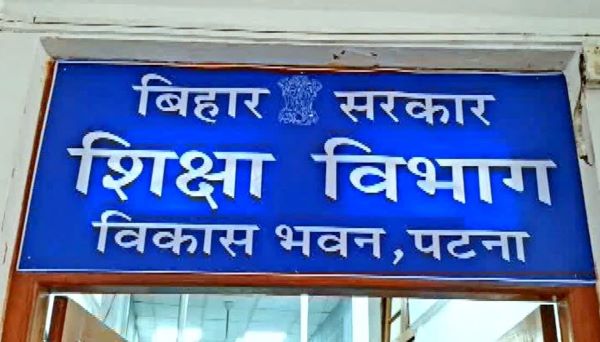 बिहार सरकार
शिक्षा विभाग
विकास भवन, पटना